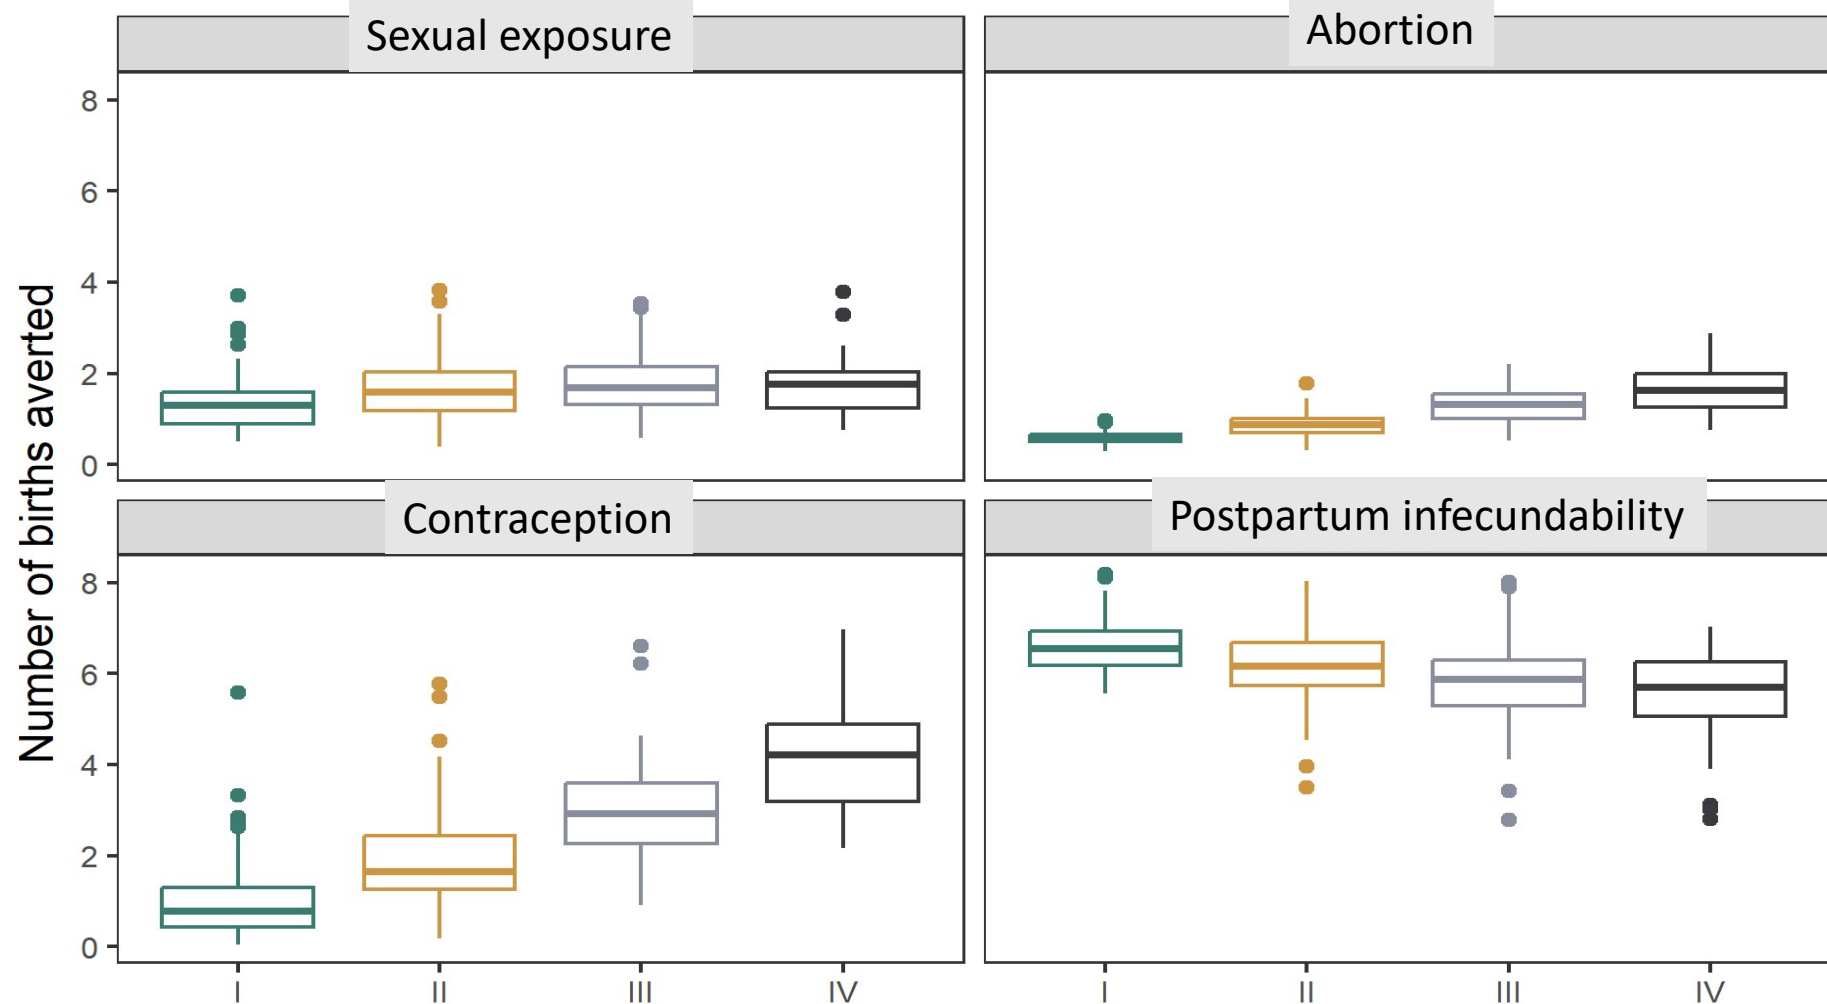 Sexual exposure
Abortion
8
6
4
2
0
Number of births averted
Contraception
Postpartum infecundability
8
6
4
2
0
I II III IV
I II III IV